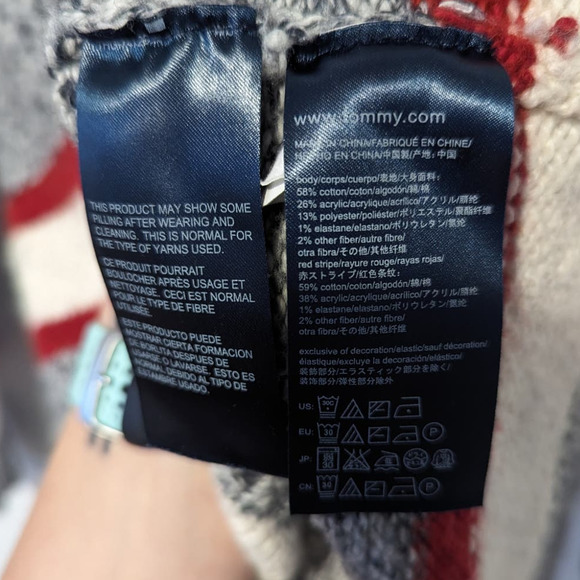 THIS PRODUCT MAY SHOW SOME
PILLING AFTER WEARING AND
CLEANING. THIS IS NORMAL FOR
THE TYPE OF YARNS USED.
CE PRODUIT POURRAIT
BOULOCHER APRÈS USAGE ET
NETTOYAGE. CECI EST NORMAL
POUR LE TYPE DE FIBRE
UTILISÉE.
ESTE PRODUCTO PUEDE
MOSTRAR CIERTA FORMACION
DE BORLITA DESPUES DE
USARSE O LAVARSE. ESTO ES
NORMAL DEBIDO AL TIPO DE
USADO.
www.tommy.com
MADE IN CHINA/FABRIQUÉ EN CHINE/
HECHO EN CHINA/中国製/产地: 中国
body/corps/cuerpo/表地/大身面料:
58% cotton/coton/algodón/綿/棉
26% acrylic/acrylique/acrílico/アクリル/腈纶
13% polyester/poliéster/ポリエステル/聚酯纤维
1% elastane/elastano/ポリウレタン/氨纶
2% other fiber/autre fibre/
otra fibra/その他/其他纤维
red stripe/rayure rouge/rayas rojas/
赤ストライプ/红色条纹:
59% cotton/coton/algodón/綿/棉
38% acrylic/acrylique/acrílico/アクリル/腈纶
1% elastane/elastano/ポリウレタン/氨纶
2% other fiber/autre fibre/
otra fibra/その他/其他纤维
exclusive of decoration/elastic/sauf décoration/
élastique/excluye la decoración/elástico/
装飾部分/エラスティック部分を除く/
装饰部分/弹性部分除外
US: 30C
EU: 30 P
JP: 30
CN: 30 P